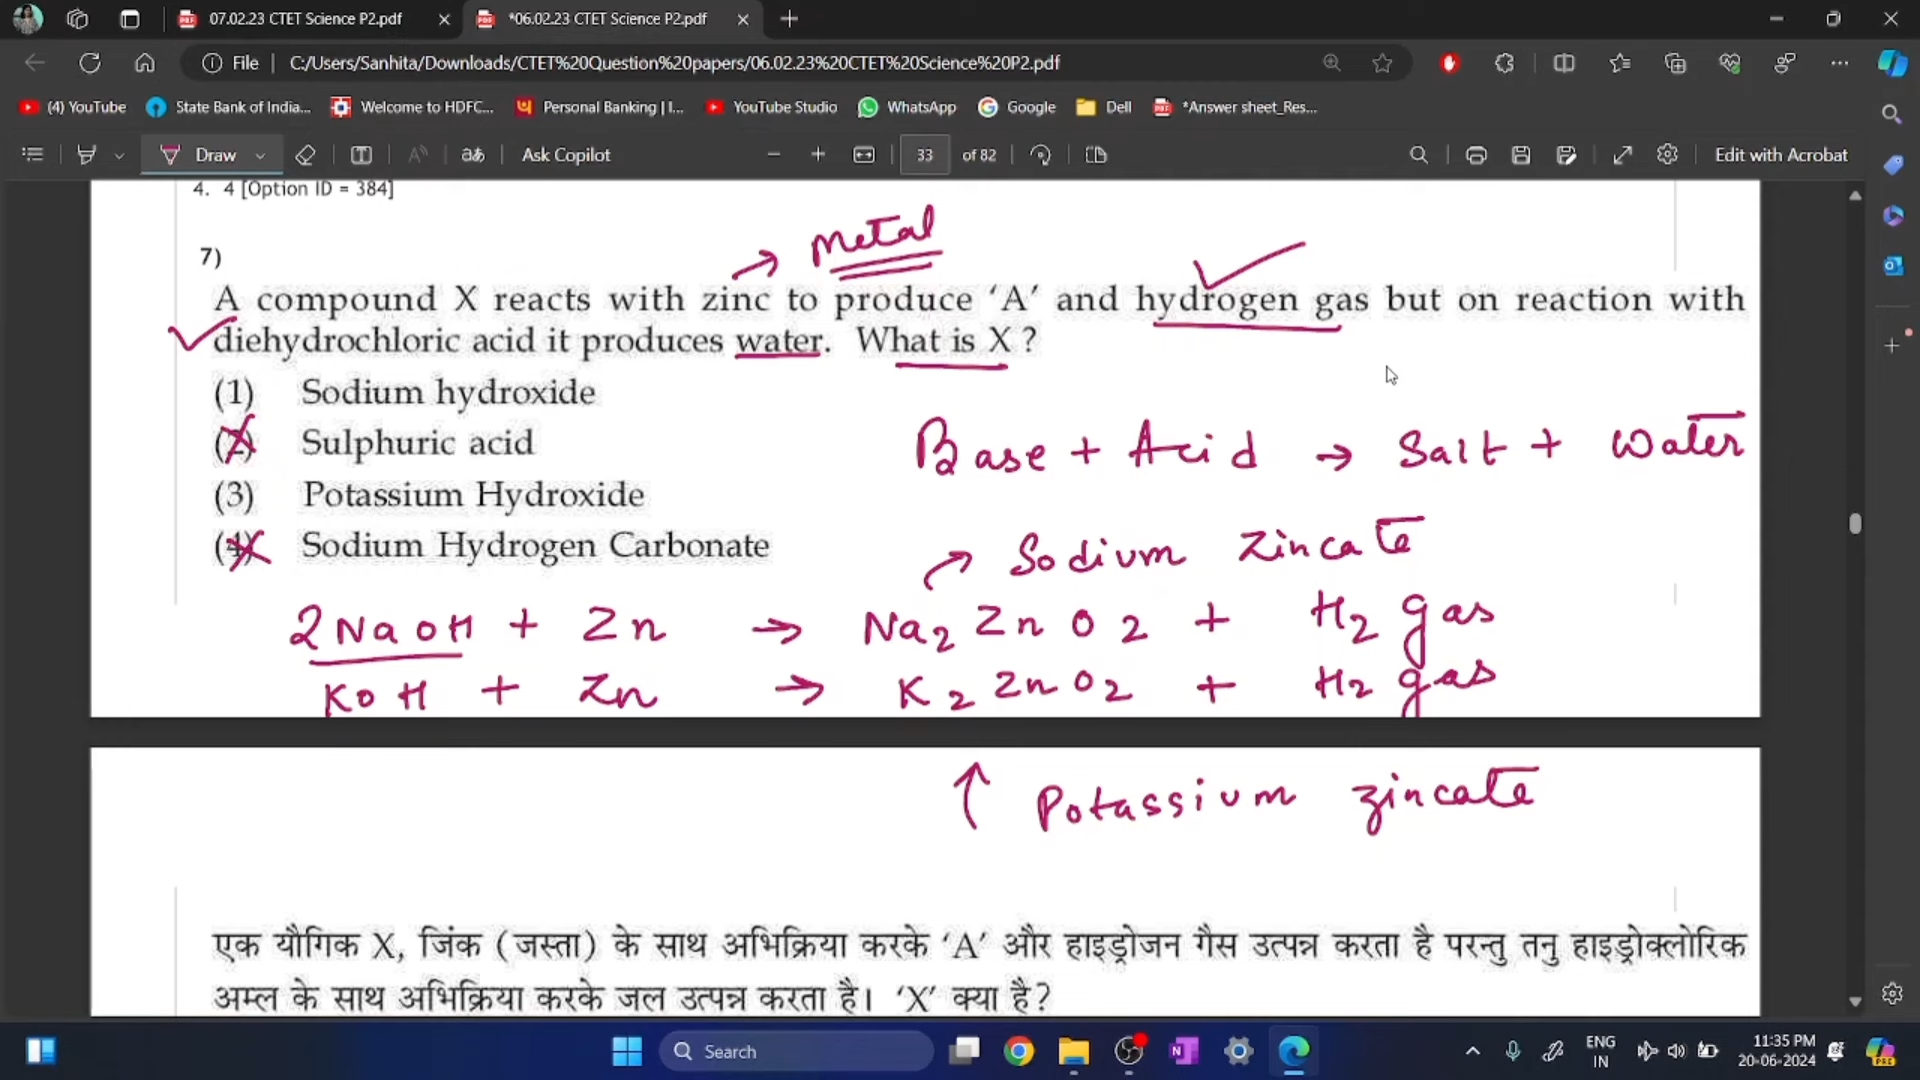 07.02.23 CTET Science P2.pdf
*06.02.23 CTET Science P2.pdf
File
C:/Users/Sanhita/Downloads/CTET%20Question%20papers/06.02.23%20CTET%20Science%20P2.pdf
(4) YouTube
State Bank of India...
Welcome to HDFC...
Personal Banking | I...
YouTube Studio
WhatsApp
Google
Dell
*Answer sheet_Res...
Draw
Ask Copilot
33
of 82
Edit with Acrobat
4. 4 [Option ID = 384]
Metal
7)
A compound X reacts with zinc to produce ‘A’ and hydrogen gas but on reaction with
diehydrochloric acid it produces water. What is X ?
(1) Sodium hydroxide
(2) Sulphuric acid
Base + Acid → Salt + Water
(3) Potassium Hydroxide
(4) Sodium Hydrogen Carbonate
→ Sodium Zincate
2NaOH + Zn → Na2ZnO2 + H2 gas
KOH + Zn → K2ZnO2 + H2 gas
↑ Potassium zincate
एक यौगिक X, जिंक (जस्ता) के साथ अभिक्रिया करके ‘A’ और हाइड्रोजन गैस उत्पन्न करता है परन्तु तनु हाइड्रोक्लोरिक
अम्ल के साथ अभिक्रिया करके जल उत्पन्न करता है। ‘X’ क्या है?
Search
ENG
IN
11:35 PM
20-06-2024